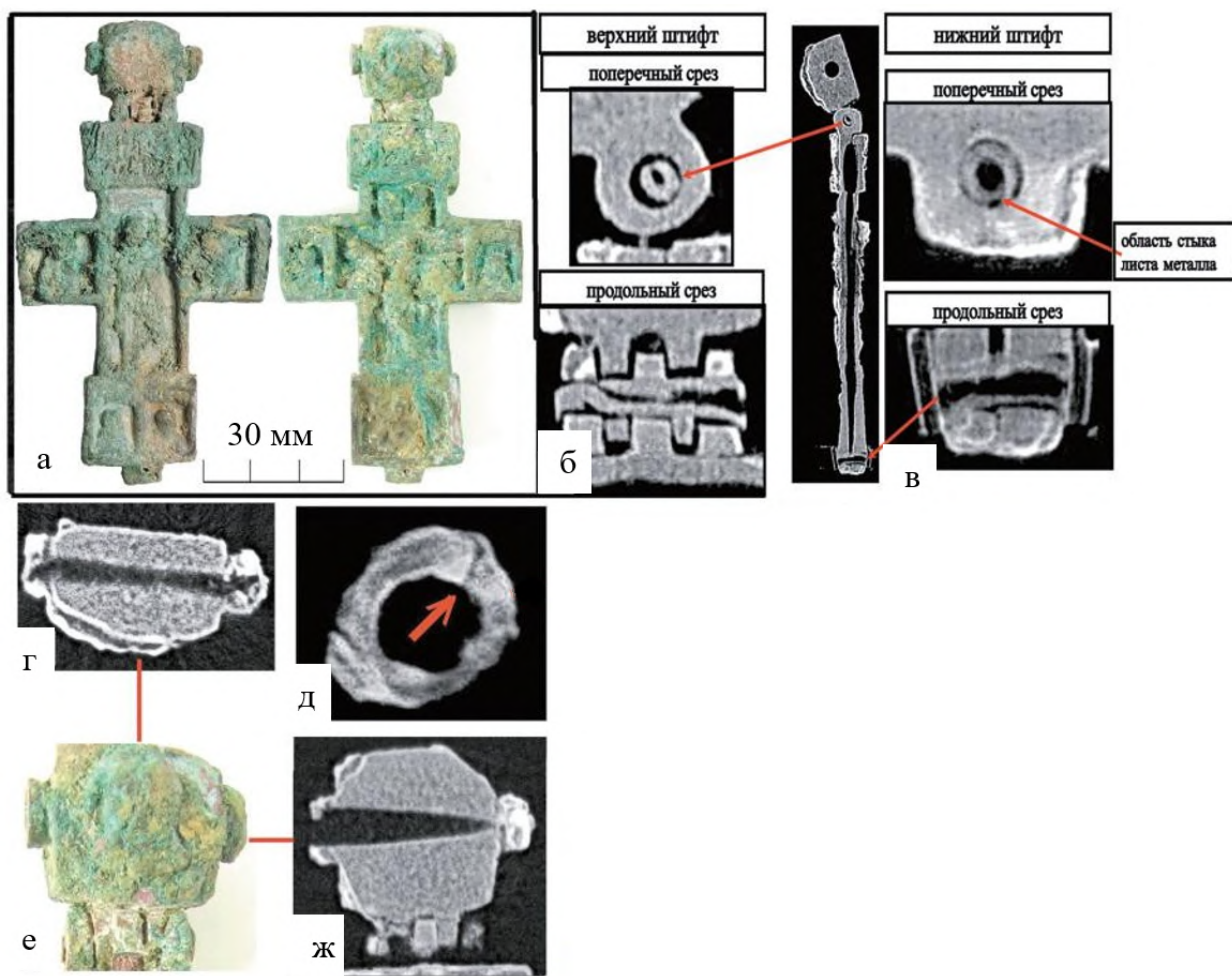 верхний штифт
поперечный срез
продольный срез
нижний штифт
поперечный срез
область стыка
листа металла
продольный срез
30 мм
а
б
в
г
д
е
ж